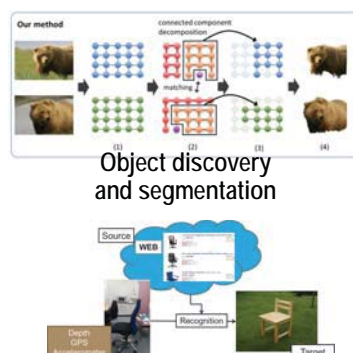 Our method
connected component
decomposition
matching
(1)
(2)
(3)
(4)
Object discovery
and segmentation
Source
WEB
Recognition
Depth
GPS
Target